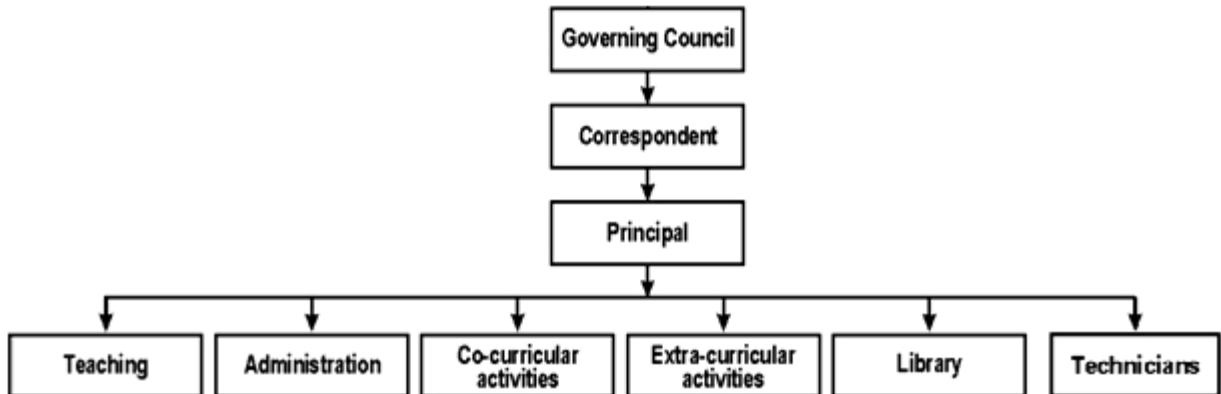 Governing Council
Correspondent
Principal
Teaching
Administration
Co-curricular
activities
Extra-curricular
activities
Library
Technicians